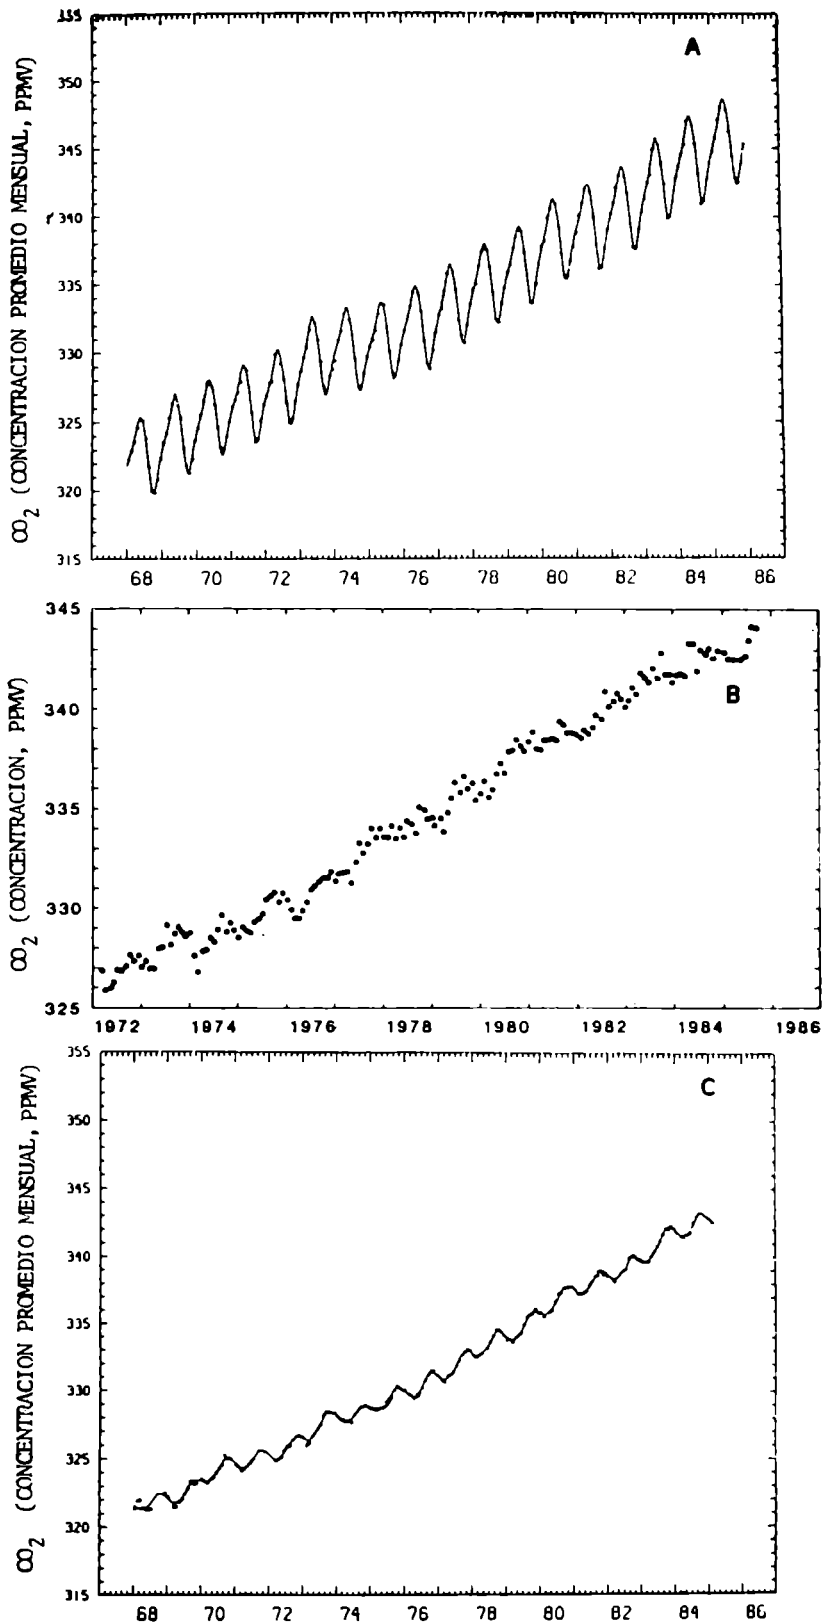 355
A
350
345
340
335
330
325
320
315
CO2 (CONCENTRACION PROMEDIO MENSUAL, PPMV)
68 70 72 74 76 78 80 82 84 86
345
B
340
335
330
325
CO2 (CONCENTRACION, PPMV)
1972 1974 1976 1978 1980 1982 1984 1986
355
C
350
345
340
335
330
325
320
315
CO2 (CONCENTRACION PROMEDIO MENSUAL, PPMV)
68 70 72 74 76 78 80 82 84 86